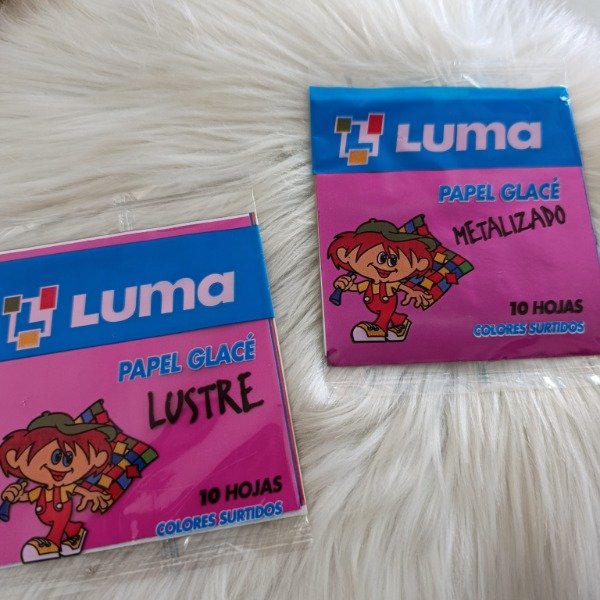 Luma
PAPEL GLACÉ
LUSTRE
10 HOJAS
COLORES SURTIDOS
Luma
PAPEL GLACÉ
METALIZADO
10 HOJAS
COLORES SURTIDOS